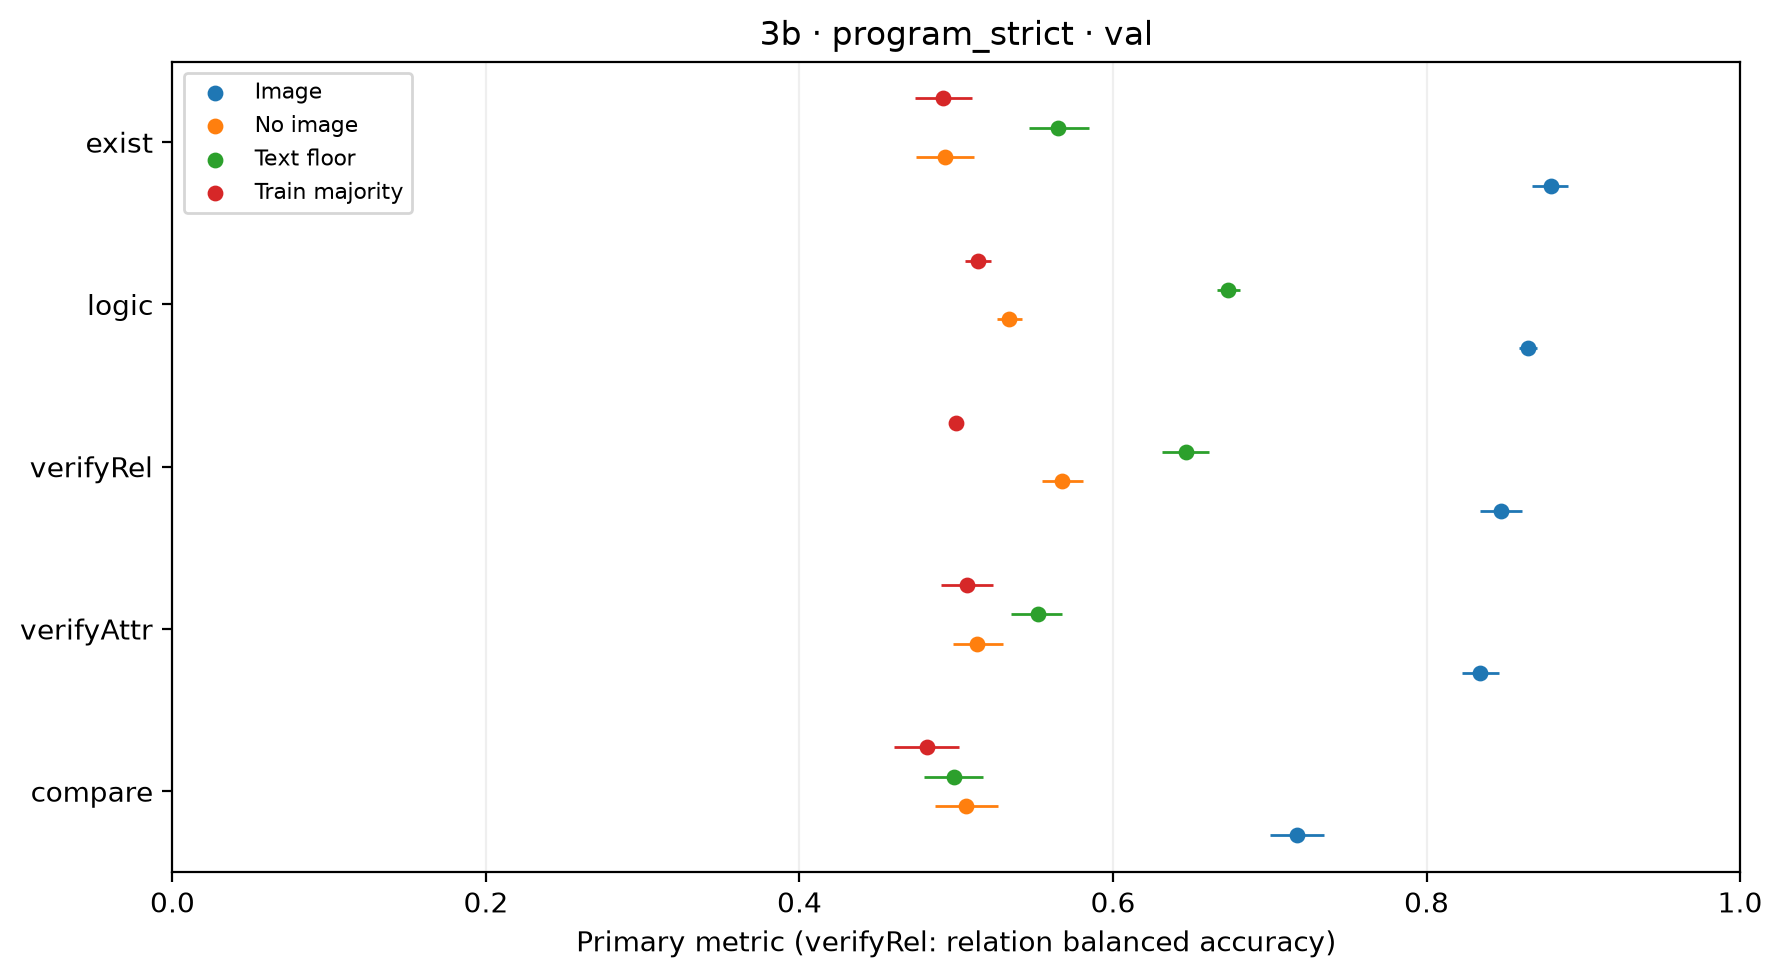 3b · program_strict · val
Image
No image
Text floor
Train majority
exist
logic
verifyRel
verifyAttr
compare
0.0
0.2
0.4
0.6
0.8
1.0
Primary metric (verifyRel: relation balanced accuracy)